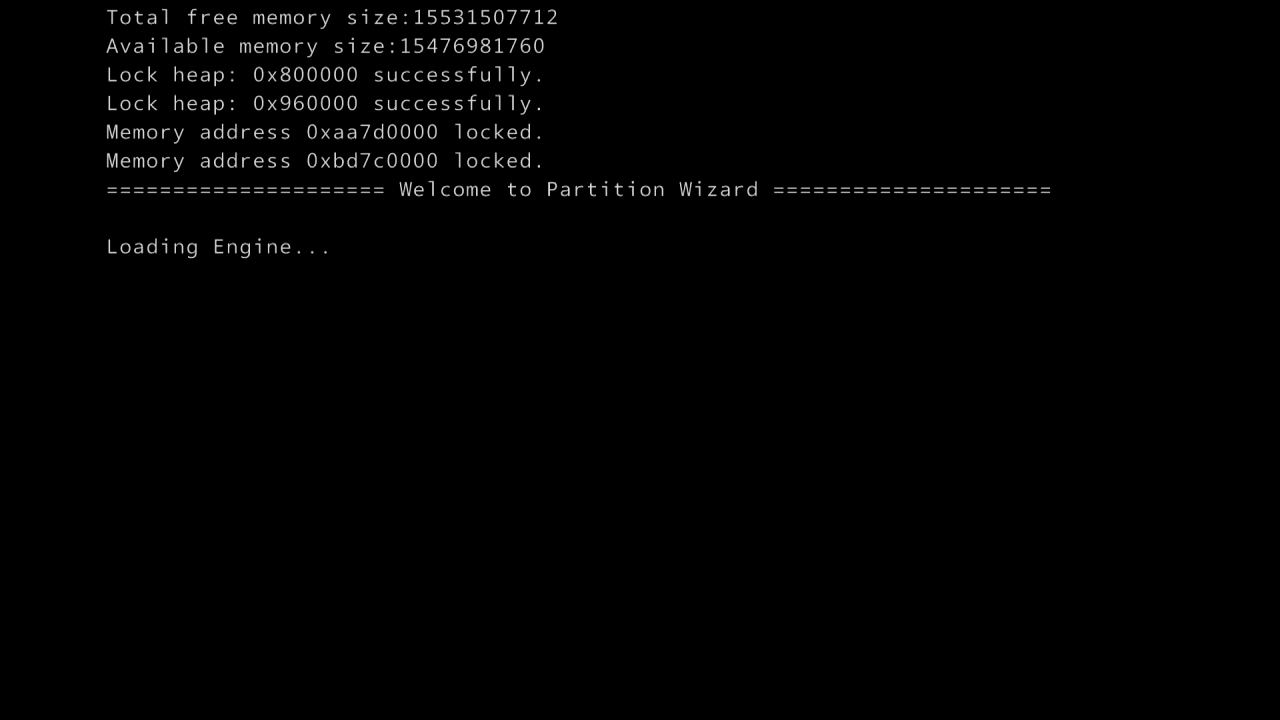 Total free memory size:15531507712
Available memory size:15476981760
Lock heap: 0x800000 successfully.
Lock heap: 0x960000 successfully.
Memory address 0xaa7d0000 locked.
Memory address 0xbd7c0000 locked.
===================== Welcome to Partition Wizard =====================
Loading Engine...